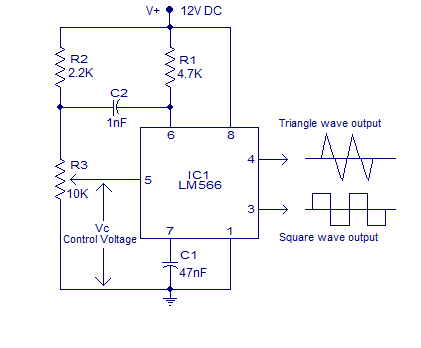 V+ 12V DC
R2
2.2K
R1
4.7K
C2
1nF
6 8
Triangle wave output
R3
10K
5
IC1
LM566
4
3
Vc
Control Voltage
7 1
Square wave output
C1
47nF